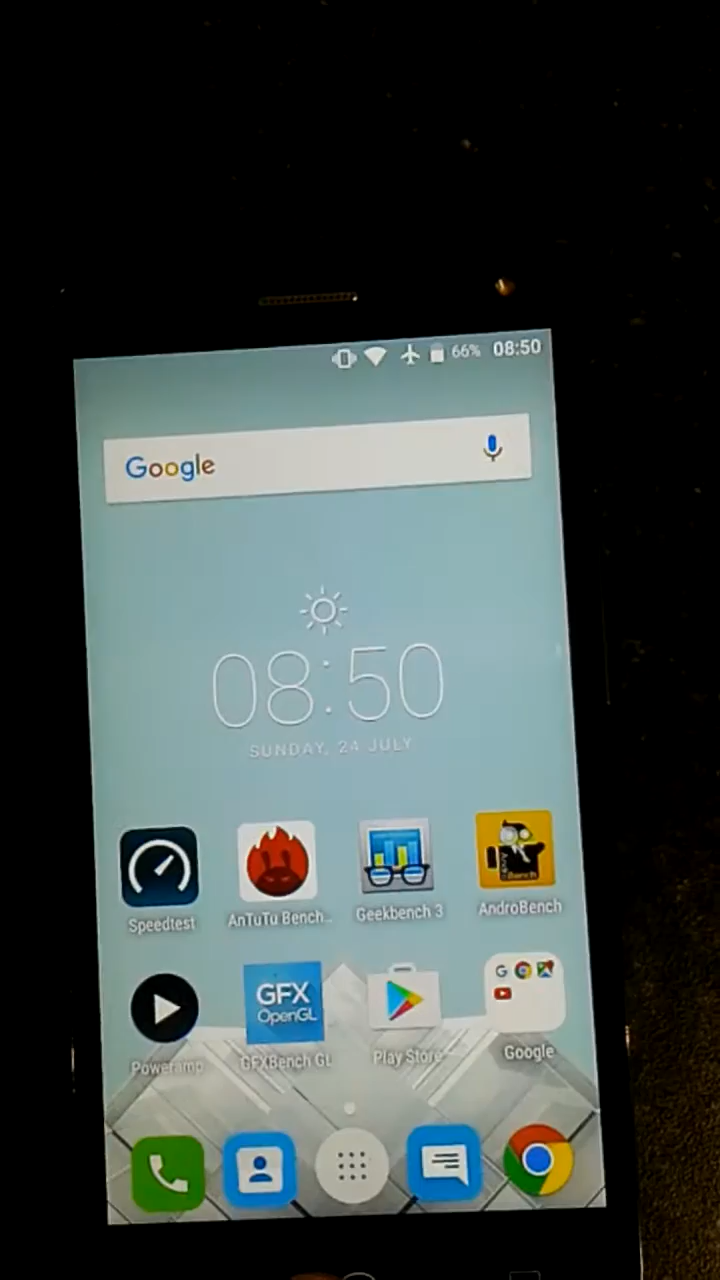 66% 08:50
Google
08:50
SUNDAY, 24 JULY
Speedtest AnTuTu Bench.. Geekbench 3 AndroBench
GFX
OpenGL
Poweramp GFXBench GL Play Store Google